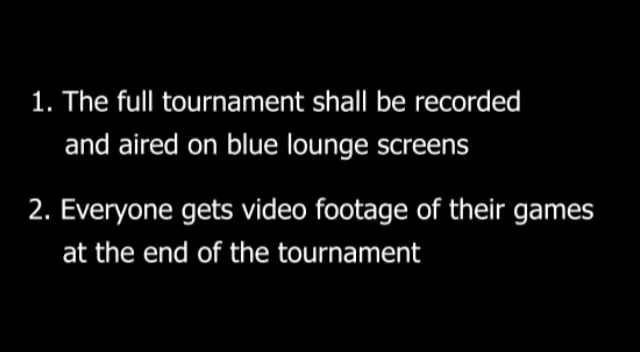 1. The full tournament shall be recorded
and aired on blue lounge screens
2. Everyone gets video footage of their games
at the end of the tournament